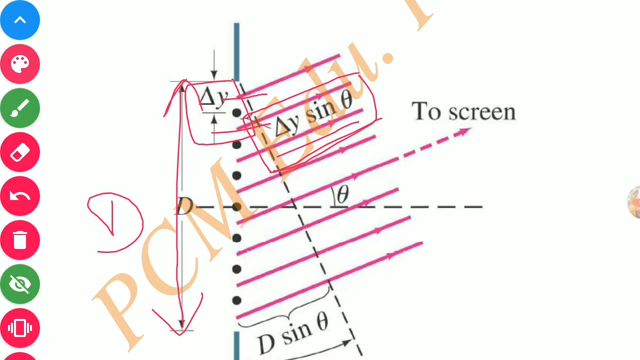 PCM Edu.
Δy
Δy sin θ
To screen
D
D
θ
D sin θ